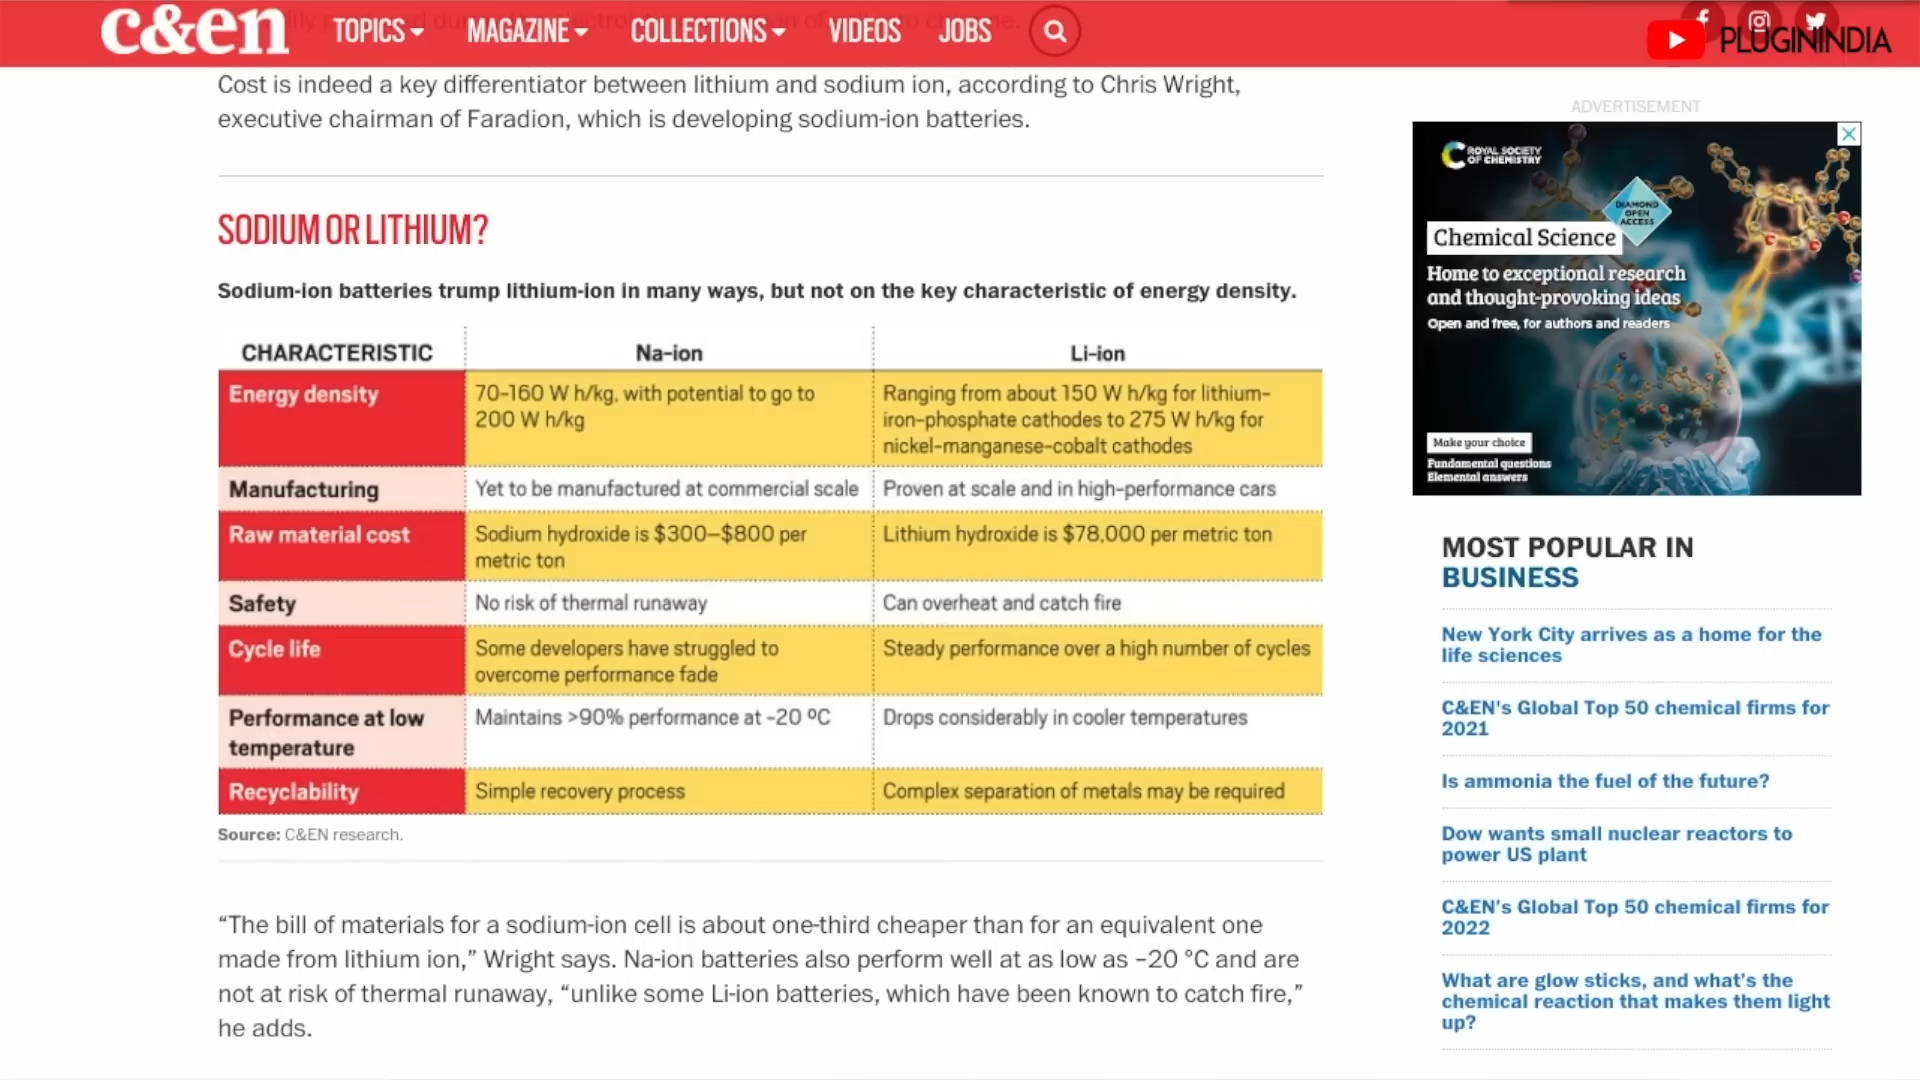 c&en
TOPICS
MAGAZINE
COLLECTIONS
VIDEOS
JOBS
PLUGININDIA
Cost is indeed a key differentiator between lithium and sodium ion, according to Chris Wright,
executive chairman of Faradion, which is developing sodium-ion batteries.
SODIUM OR LITHIUM?
Sodium-ion batteries trump lithium-ion in many ways, but not on the key characteristic of energy density.
CHARACTERISTIC
Na-ion
Li-ion
Energy density
70–160 W h/kg, with potential to go to
200 W h/kg
Ranging from about 150 W h/kg for lithium-
iron-phosphate cathodes to 275 W h/kg for
nickel-manganese-cobalt cathodes
Manufacturing
Yet to be manufactured at commercial scale
Proven at scale and in high-performance cars
Raw material cost
Sodium hydroxide is $300–$800 per
metric ton
Lithium hydroxide is $78,000 per metric ton
Safety
No risk of thermal runaway
Can overheat and catch fire
Cycle life
Some developers have struggled to
overcome performance fade
Steady performance over a high number of cycles
Performance at low
temperature
Maintains >90% performance at –20 ºC
Drops considerably in cooler temperatures
Recyclability
Simple recovery process
Complex separation of metals may be required
Source: C&EN research.
“The bill of materials for a sodium-ion cell is about one-third cheaper than for an equivalent one
made from lithium ion,” Wright says. Na-ion batteries also perform well at as low as –20 °C and are
not at risk of thermal runaway, “unlike some Li-ion batteries, which have been known to catch fire,”
he adds.
ADVERTISEMENT
ROYAL SOCIETY
OF CHEMISTRY
DIAMOND
OPEN
ACCESS
Chemical Science
Home to exceptional research
and thought-provoking ideas
Open and free, for authors and readers
Make your choice
Fundamental questions
Elemental answers
MOST POPULAR IN
BUSINESS
New York City arrives as a home for the
life sciences
C&EN's Global Top 50 chemical firms for
2021
Is ammonia the fuel of the future?
Dow wants small nuclear reactors to
power US plant
C&EN's Global Top 50 chemical firms for
2022
What are glow sticks, and what's the
chemical reaction that makes them light
up?